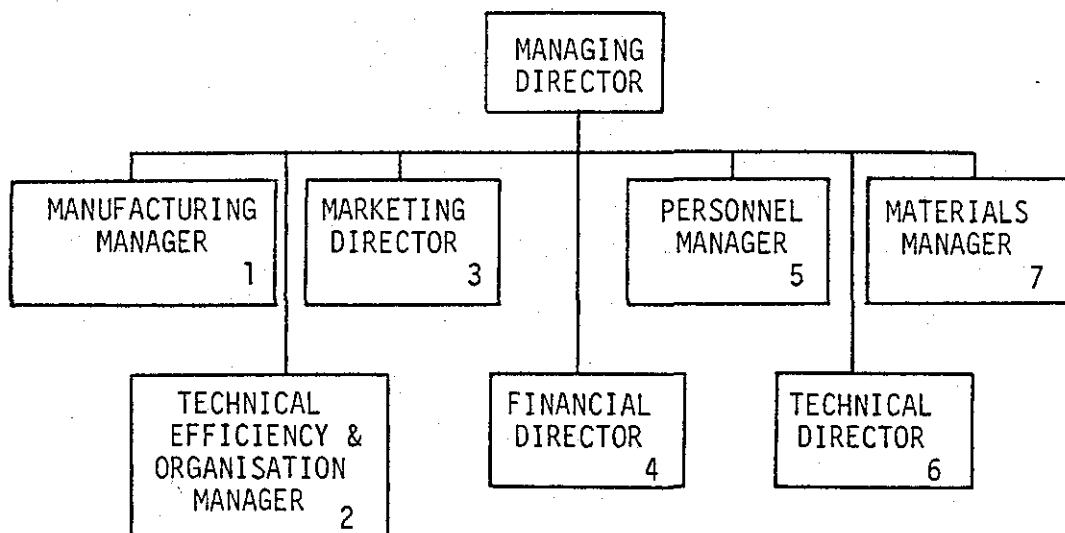 MANAGING
DIRECTOR
MANUFACTURING
MANAGER
1
MARKETING
DIRECTOR
3
PERSONNEL
MANAGER
5
MATERIALS
MANAGER
7
TECHNICAL
EFFICIENCY &
ORGANISATION
MANAGER
2
FINANCIAL
DIRECTOR
4
TECHNICAL
DIRECTOR
6